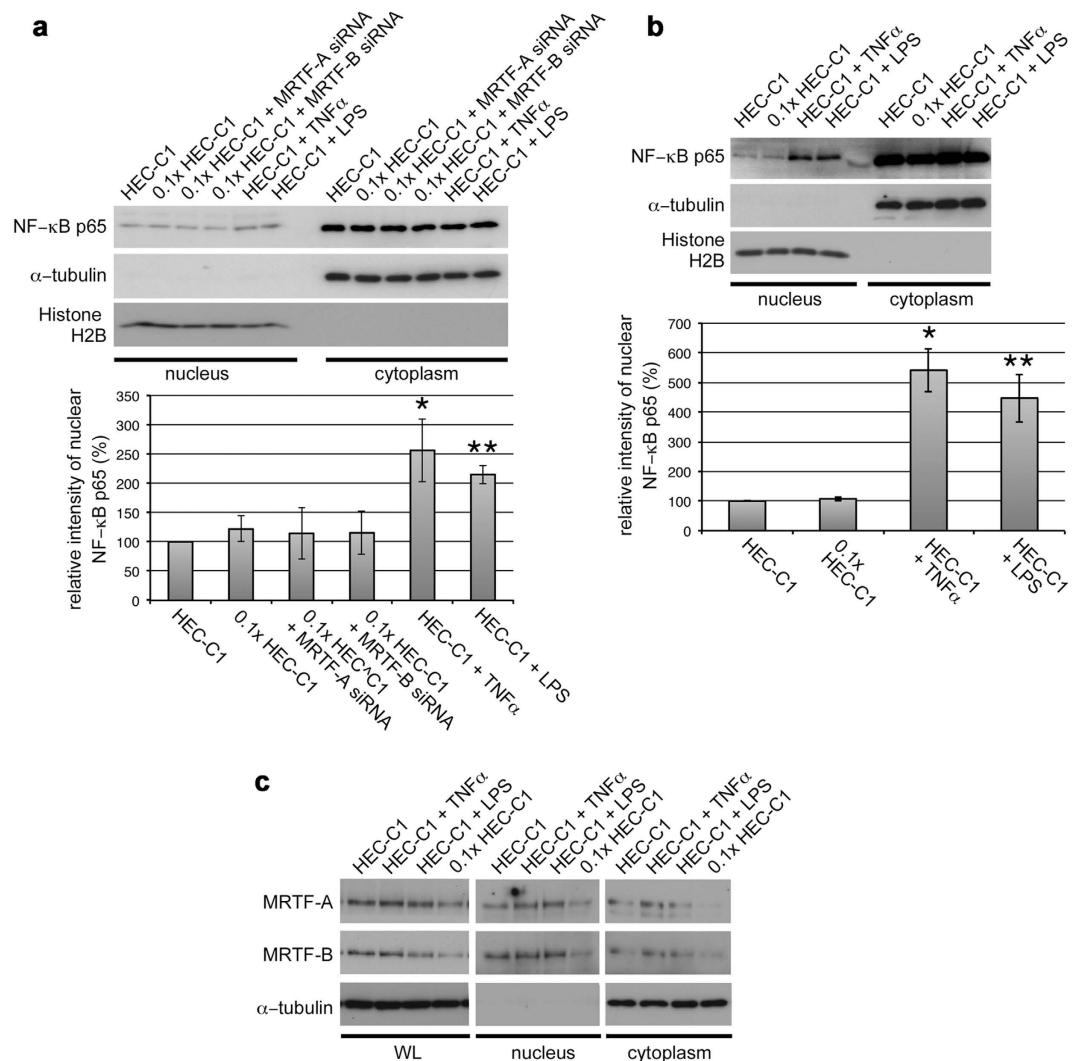 a
HEC-C1
0.1x HEC-C1
0.1x HEC-C1 + MRTF-A siRNA
0.1x HEC-C1 + MRTF-B siRNA
HEC-C1 + TNFα
HEC-C1 + LPS
HEC-C1
0.1x HEC-C1
0.1x HEC-C1 + MRTF-A siRNA
0.1x HEC-C1 + MRTF-B siRNA
HEC-C1 + TNFα
HEC-C1 + LPS
NF-κB p65
α-tubulin
Histone
H2B
nucleus
cytoplasm
relative intensity of nuclear
NF-κB p65 (%)
350
300
250
200
150
100
50
0
*
**
HEC-C1
0.1x HEC-C1
0.1x HEC^C1
+ MRTF-A siRNA
0.1x HEC-C1
+ MRTF-B siRNA
HEC-C1 + TNFα
HEC-C1 + LPS
b
HEC-C1
0.1x HEC-C1
HEC-C1 + TNFα
HEC-C1 + LPS
HEC-C1
0.1x HEC-C1
HEC-C1 + TNFα
HEC-C1 + LPS
NF-κB p65
α-tubulin
Histone
H2B
nucleus
cytoplasm
relative intensity of nuclear
NF-κB p65 (%)
700
600
500
400
300
200
100
0
*
**
HEC-C1
0.1x
HEC-C1
HEC-C1
+ TNFα
HEC-C1
+ LPS
c
HEC-C1
HEC-C1 + TNFα
HEC-C1 + LPS
0.1x HEC-C1
HEC-C1
HEC-C1 + TNFα
HEC-C1 + LPS
0.1x HEC-C1
HEC-C1
HEC-C1 + TNFα
HEC-C1 + LPS
0.1x HEC-C1
MRTF-A
MRTF-B
α-tubulin
WL
nucleus
cytoplasm